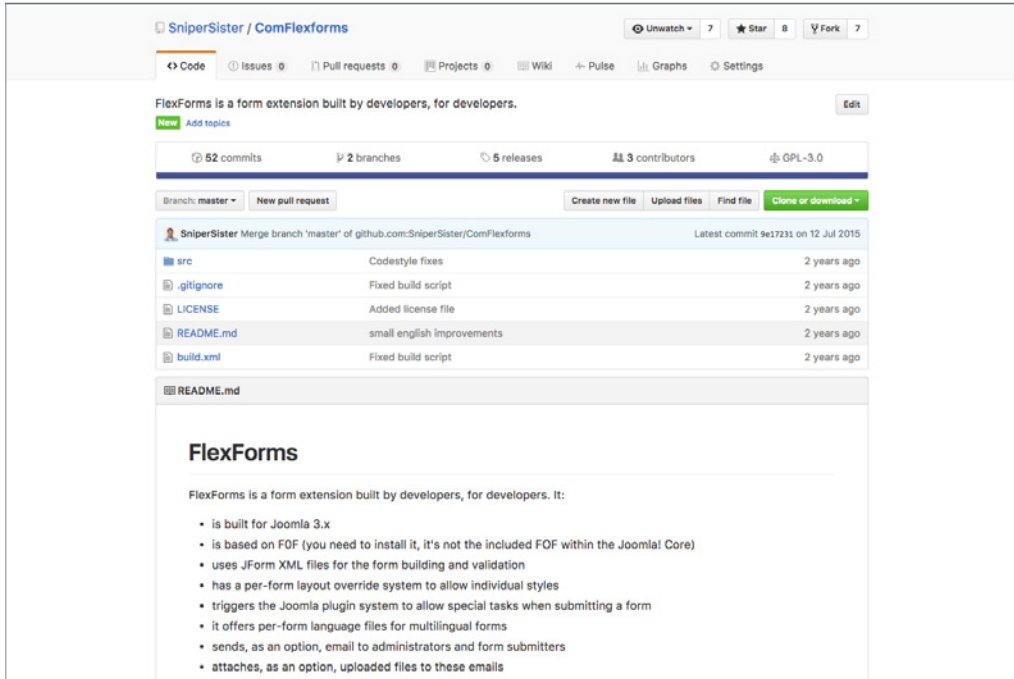 SniperSister / ComFlexforms
Unwatch 7 Star 8 Fork 7
Code Issues 0 Pull requests 0 Projects 0 Wiki Pulse Graphs Settings
FlexForms is a form extension built by developers, for developers.
Edit
New Add topics
52 commits 2 branches 5 releases 3 contributors GPL-3.0
Branch: master New pull request Create new file Upload files Find file Clone or download
SniperSister Merge branch 'master' of github.com:SniperSister/ComFlexforms Latest commit 9e17231 on 12 Jul 2015
src Codestyle fixes 2 years ago
.gitignore Fixed build script 2 years ago
LICENSE Added license file 2 years ago
README.md small english improvements 2 years ago
build.xml Fixed build script 2 years ago
README.md
FlexForms
FlexForms is a form extension built by developers, for developers. It:
• is built for Joomla 3.x
• is based on F0F (you need to install it, it's not the included FOF within the Joomla! Core)
• uses JForm XML files for the form building and validation
• has a per-form layout override system to allow individual styles
• triggers the Joomla plugin system to allow special tasks when submitting a form
• it offers per-form language files for multilingual forms
• sends, as an option, email to administrators and form submitters
• attaches, as an option, uploaded files to these emails